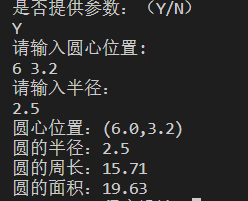 是否提供参数：（Y/N）
Y
请输入圆心位置：
6 3.2
请输入半径：
2.5
圆心位置：(6.0,3.2)
圆的半径：2.5
圆的周长：15.71
圆的面积：19.63